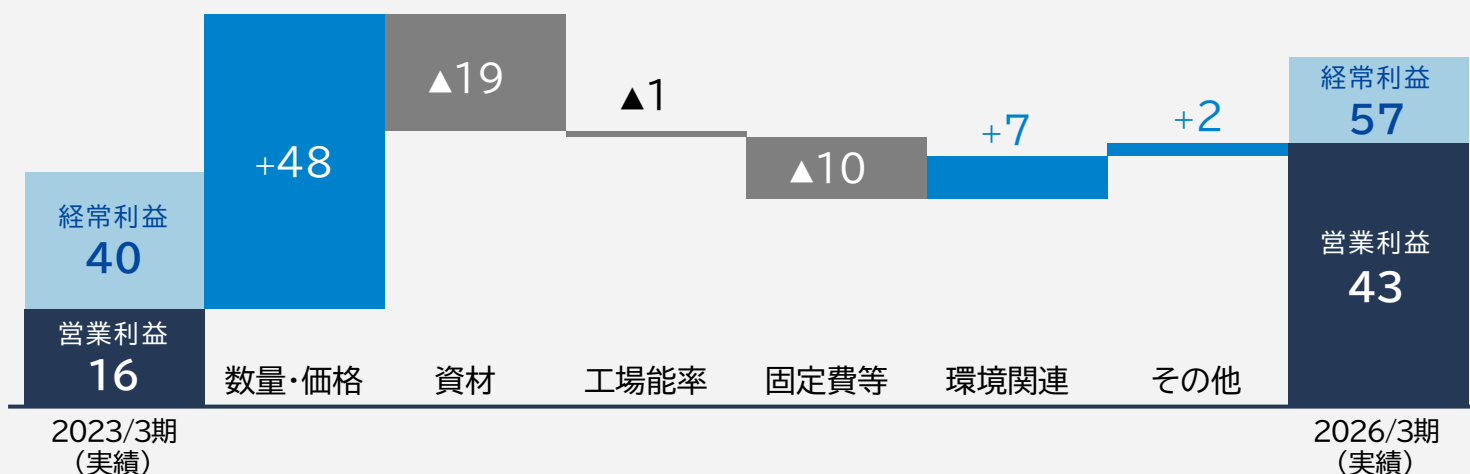 経常利益
40
営業利益
16
+48
▲19
▲1
▲10
+7
+2
経常利益
57
営業利益
43
数量・価格
資材
工場能率
固定費等
環境関連
その他
2023/3期
（実績）
2026/3期
（実績）